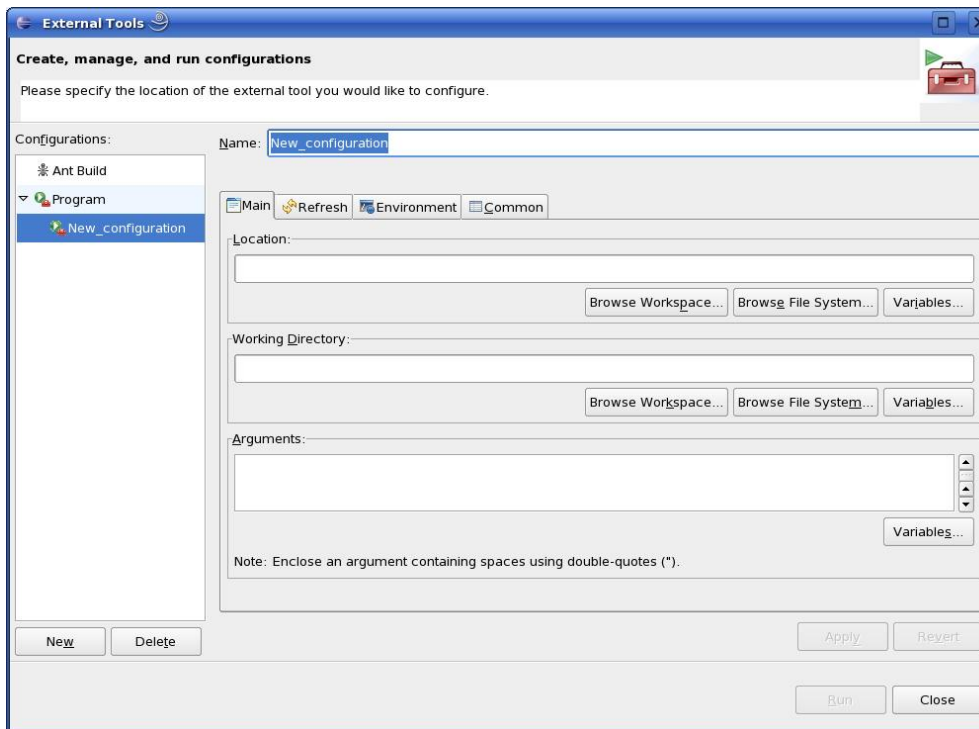 External Tools
Create, manage, and run configurations
Please specify the location of the external tool you would like to configure.
Configurations:
Ant Build
Program
New_configuration
New
Delete
Name: New_configuration
Main Refresh Environment Common
Location:
Browse Workspace... Browse File System... Variables...
Working Directory:
Browse Workspace... Browse File System... Variables...
Arguments:
Variables...
Note: Enclose an argument containing spaces using double-quotes (").
Apply Revert
Run Close